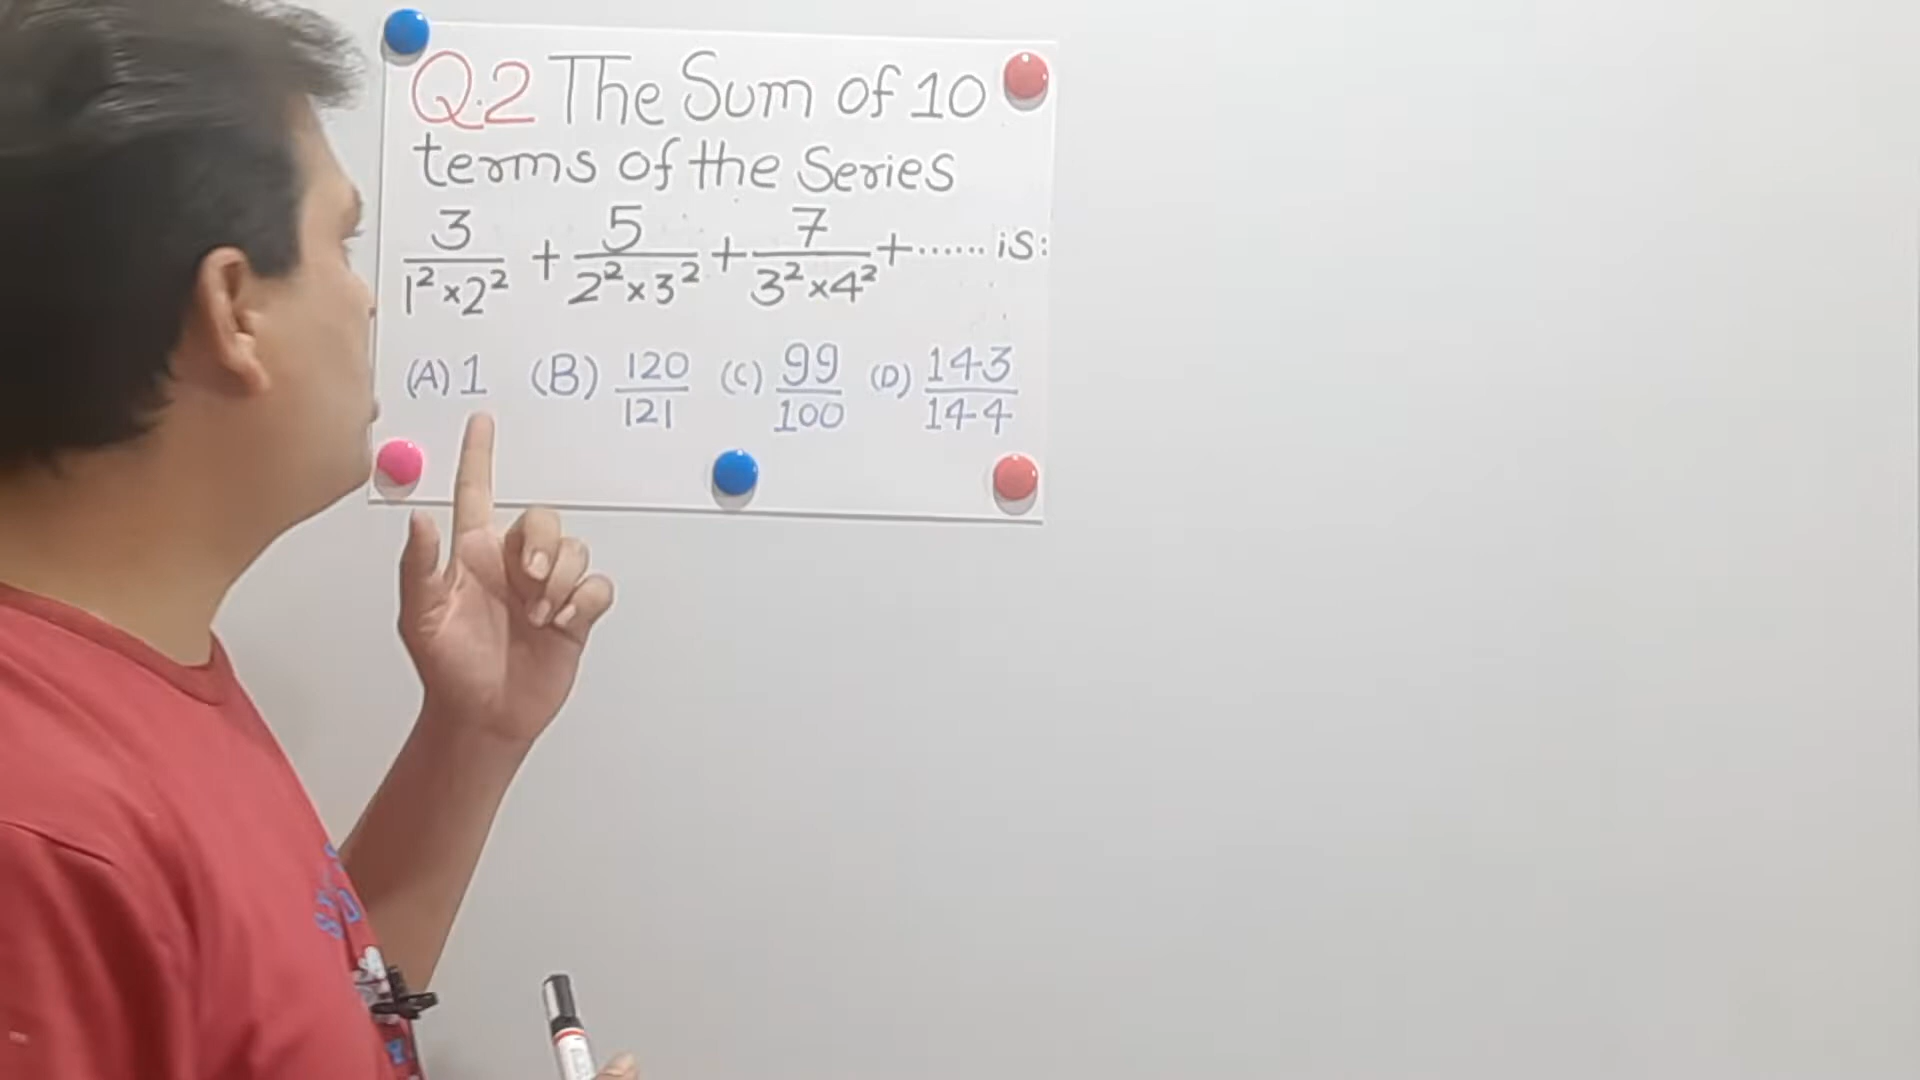 Q.2 The Sum of 10
terms of the Series
3/(1²×2²) + 5/(2²×3²) + 7/(3²×4²) + ...... is:
(A) 1 (B) 120/121 (C) 99/100 (D) 143/144